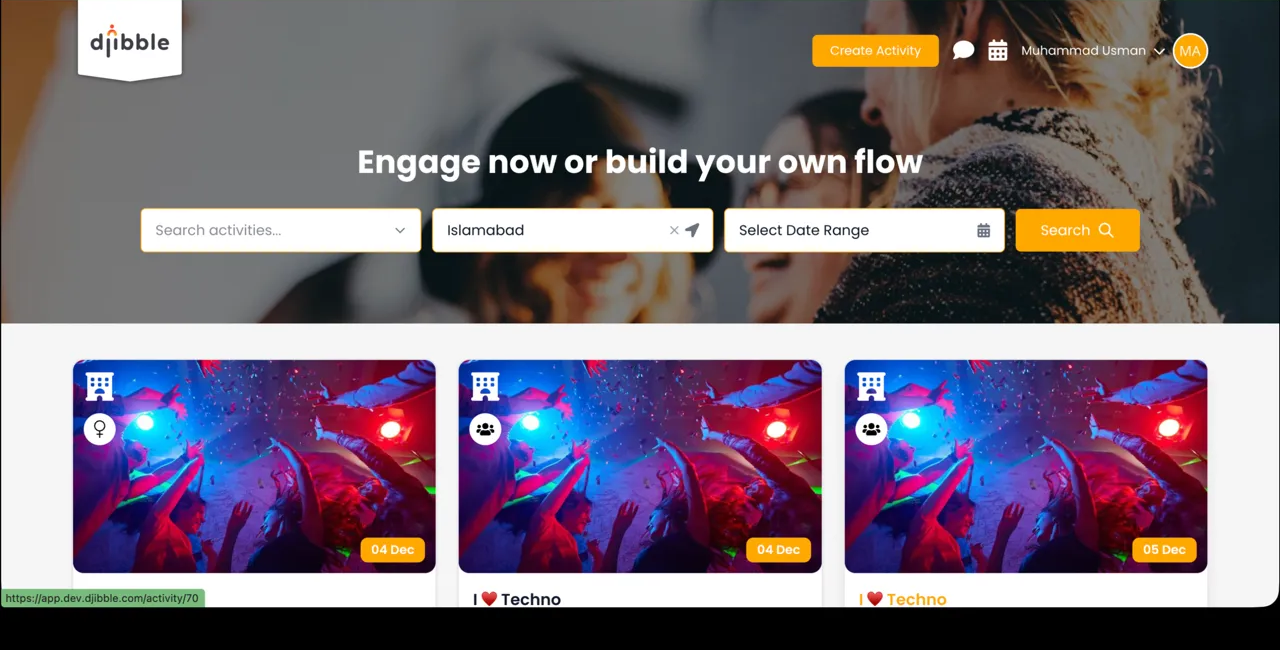 djibble
Create Activity
Muhammad Usman
MA
Engage now or build your own flow
Search activities...
Islamabad
Select Date Range
Search
04 Dec
04 Dec
05 Dec
https://app.dev.djibble.com/activity/70
I ❤️ Techno
I ❤️ Techno